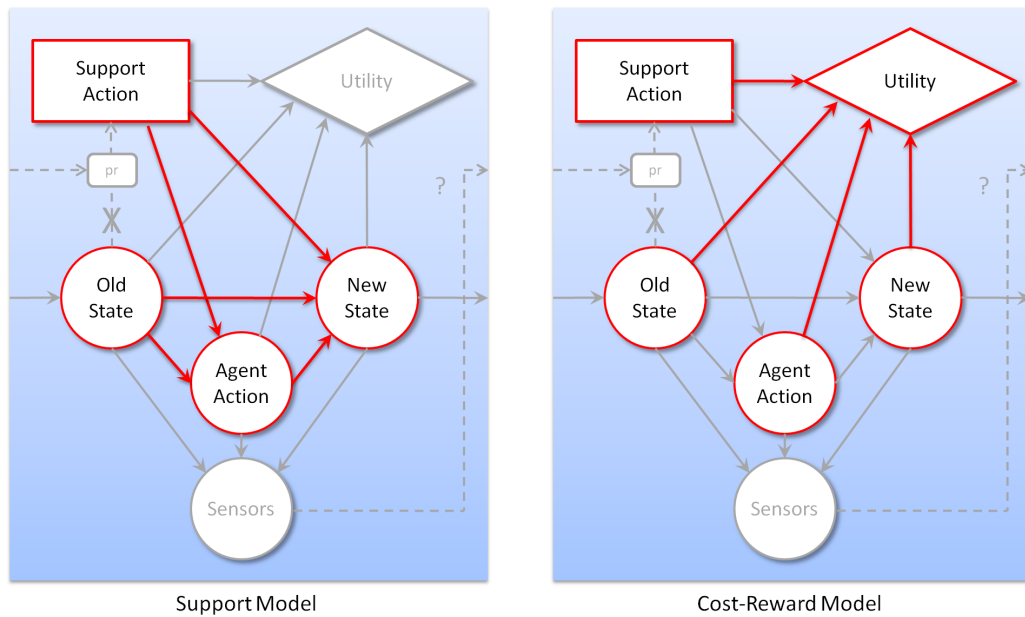 Support
Action
Utility
pr
?
X
Old
State
New
State
Agent
Action
Sensors
Support Model
Support
Action
Utility
pr
?
X
Old
State
New
State
Agent
Action
Sensors
Cost-Reward Model